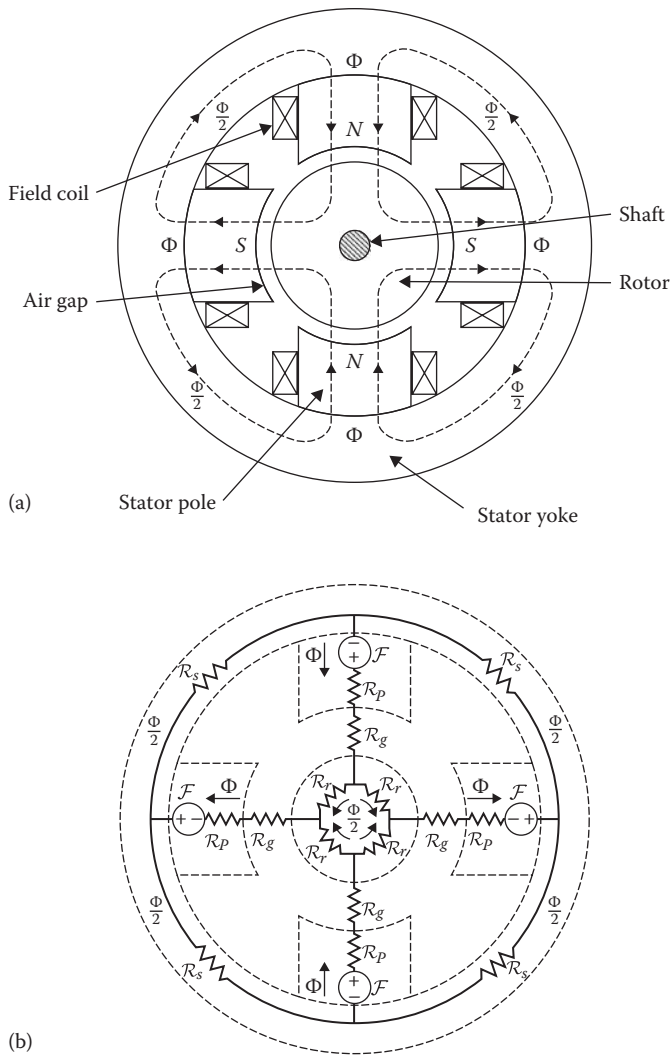 Φ
Φ/2
Φ/2
N
Field coil
Shaft
Φ
S
S
Φ
Air gap
Rotor
N
Φ/2
Φ/2
Φ
(a)
Stator pole
Stator yoke
Φ
−
+
ℱ
ℛs
ℛs
ℛP
Φ/2
Φ/2
ℛg
ℱ
Φ
ℛr
ℛr
Φ
ℱ
+ −
Φ/2
− +
ℛP
ℛg
ℛr
ℛr
ℛg
ℛP
Φ/2
Φ/2
ℛg
ℛs
ℛP
ℛs
Φ
+
−
ℱ
(b)